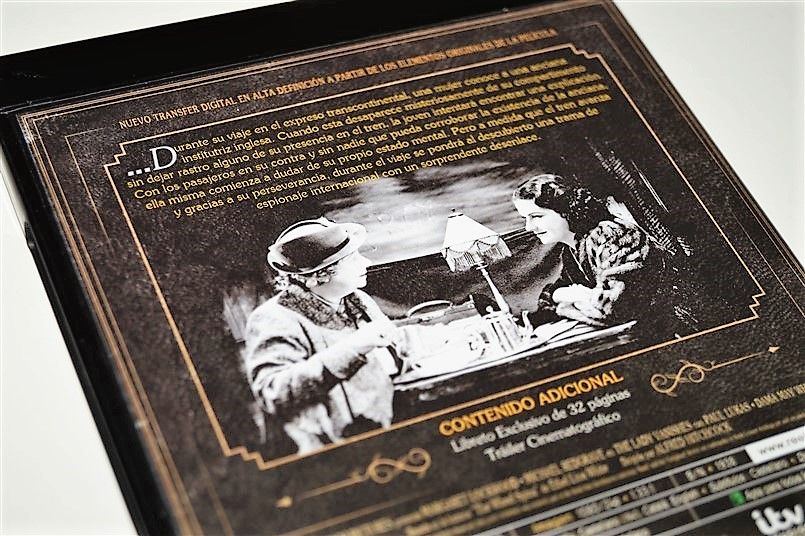 NUEVO TRANSFER DIGITAL EN ALTA DEFINICIÓN A PARTIR DE LOS ELEMENTOS ORIGINALES DE LA PELÍCULA
...Durante su viaje en el expreso transcontinental, una mujer conoce a una anciana
institutriz inglesa. Cuando esta desaparece misteriosamente de su compartimento
sin dejar rastro alguno de su presencia en el tren, la joven intentará encontrar una explicación.
Con los pasajeros en su contra y sin nadie que pueda corroborar la existencia de la anciana
ella misma comienza a dudar de su propio estado mental. Pero a medida que el tren avanza
y gracias a su perseverancia, durante el viaje se pondrá al descubierto una trama de
espionaje internacional con un sorprendente desenlace.
CONTENIDO ADICIONAL
Libreto Exclusivo de 32 páginas
Tráiler Cinematográfico
MARGARET LOCKWOOD MICHAEL REDGRAVE THE LADY VANISHES PAUL LUKAS DAMA MAY
ALFRED HITCHCOCK
www.
itv